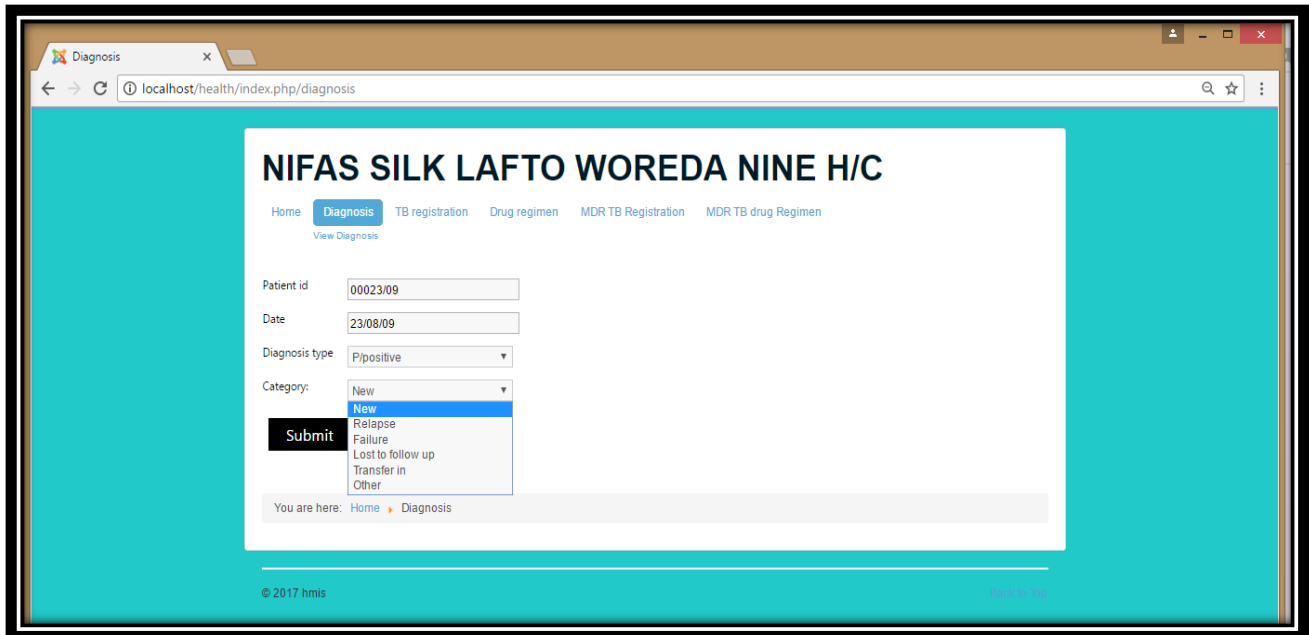 Diagnosis
localhost/health/index.php/diagnosis
NIFAS SILK LAFTO WOREDA NINE H/C
Home Diagnosis TB registration Drug regimen MDR TB Registration MDR TB drug Regimen
View Diagnosis
Patient id 00023/09
Date 23/08/09
Diagnosis type P/positive
Category: New
New
Relapse
Submit
Failure
Lost to follow up
Transfer in
Other
You are here: Home Diagnosis
© 2017 hmis Back to Top